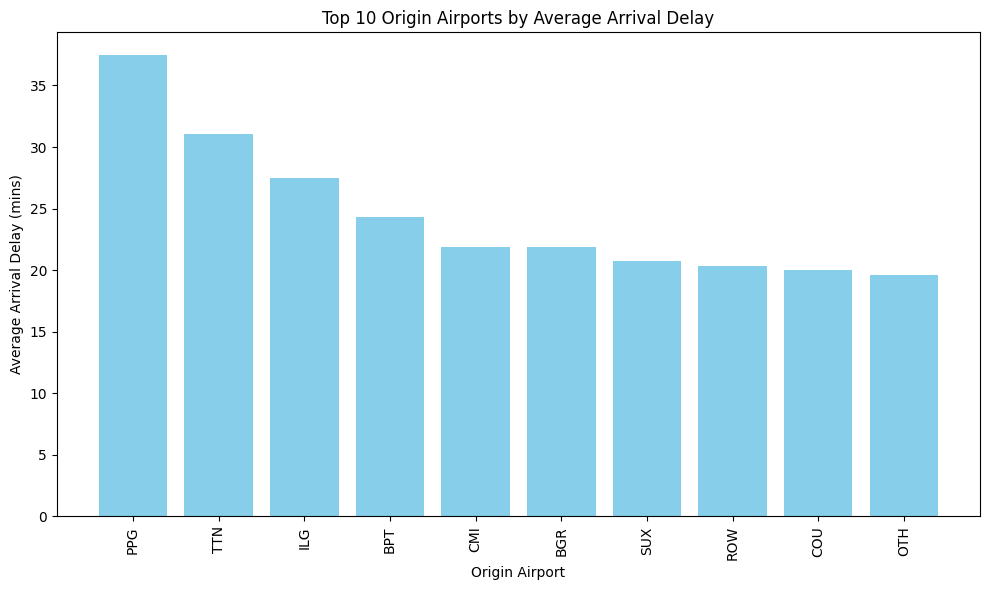 Top 10 Origin Airports by Average Arrival Delay
Average Arrival Delay (mins)
35
30
25
20
15
10
5
0
PPG
TTN
ILG
BPT
CMI
BGR
SUX
ROW
COU
OTH
Origin Airport